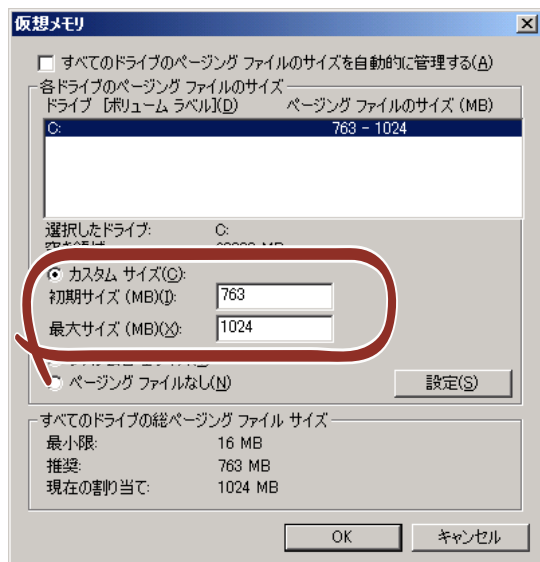 仮想メモリ
すべてのドライブのページング ファイルのサイズを自動的に管理する(A)
各ドライブのページング ファイルのサイズ
ドライブ [ボリューム ラベル](D) ページング ファイルのサイズ (MB)
C: 763 - 1024
選択したドライブ: C:
MB
カスタム サイズ(C):
初期サイズ (MB)(I): 763
最大サイズ (MB)(X): 1024
ページング ファイルなし(N) 設定(S)
すべてのドライブの総ページング ファイル サイズ
最小限: 16 MB
推奨: 763 MB
現在の割り当て: 1024 MB
OK キャンセル